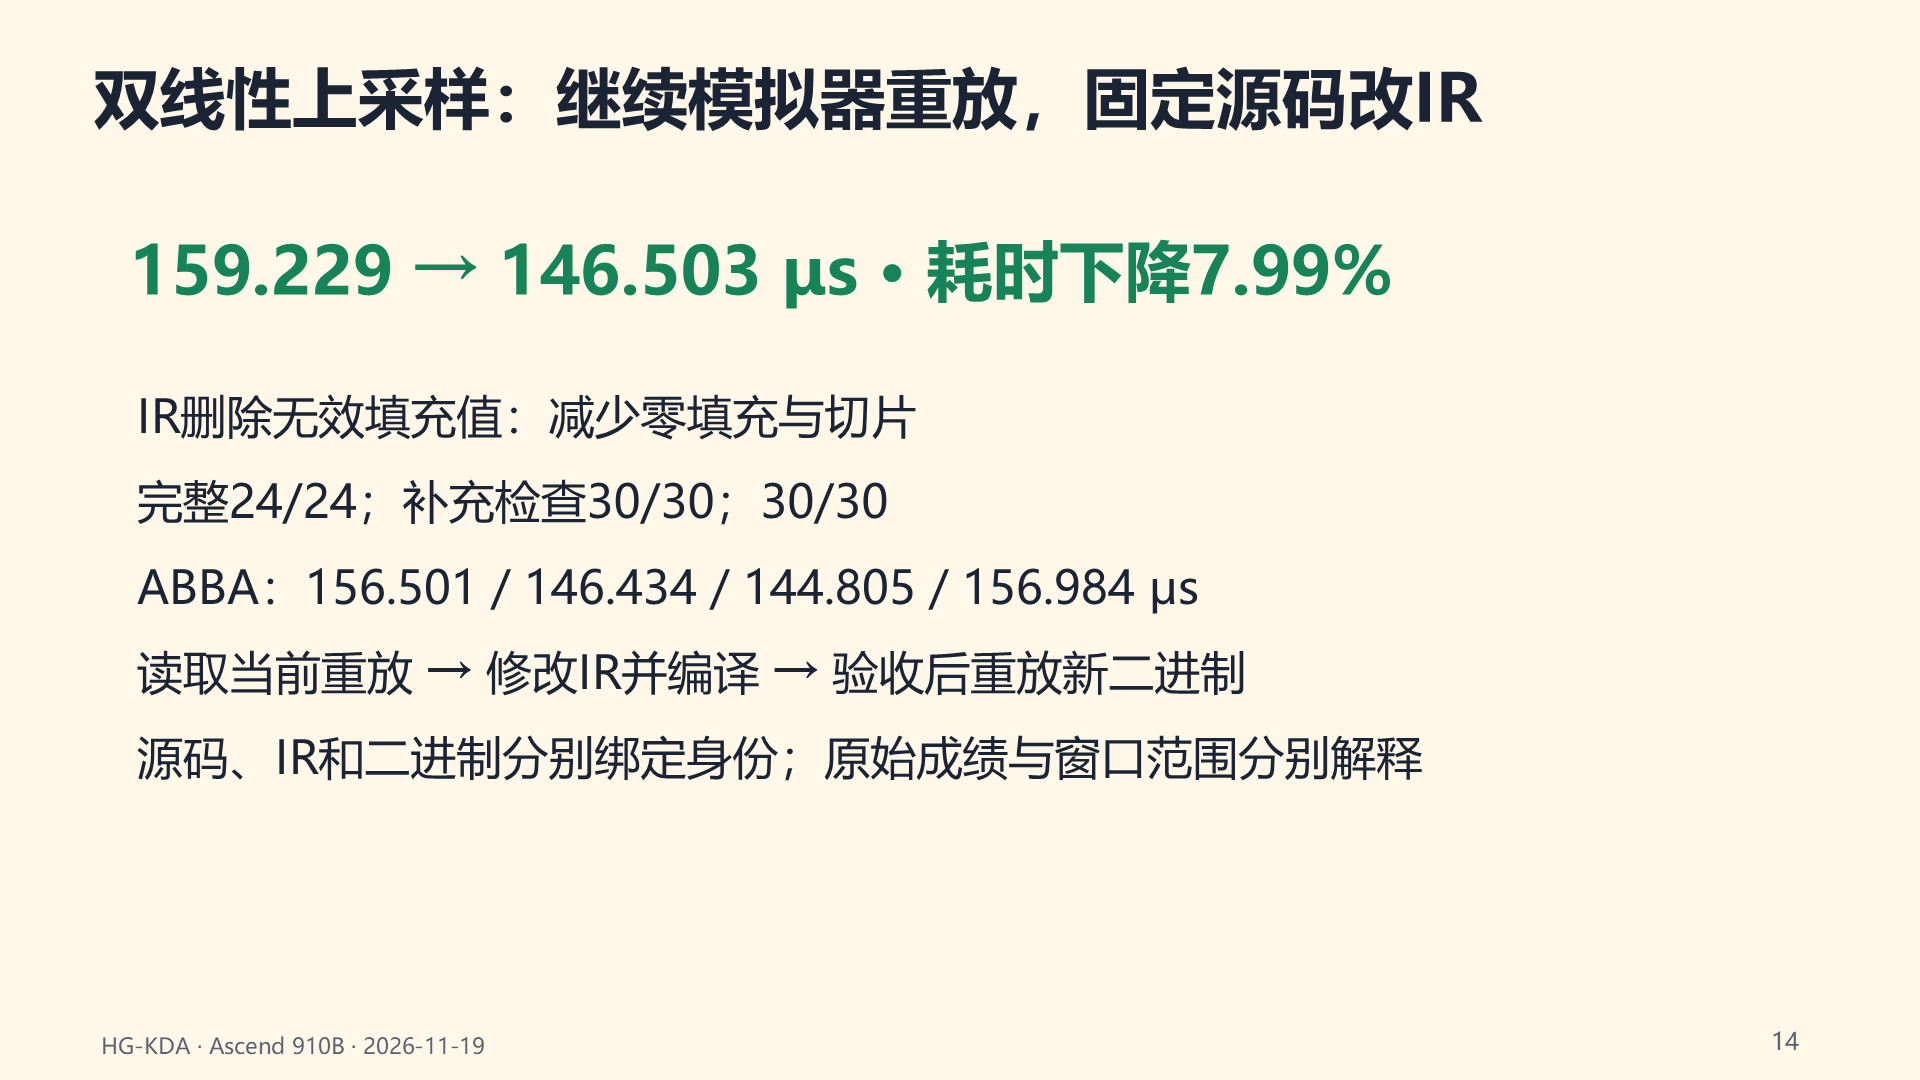 双线性上采样：继续模拟器重放，固定源码改IR
159.229 → 146.503 μs • 耗时下降7.99%
IR删除无效填充值：减少零填充与切片
完整24/24；补充检查30/30；30/30
ABBA：156.501 / 146.434 / 144.805 / 156.984 μs
读取当前重放 → 修改IR并编译 → 验收后重放新二进制
源码、IR和二进制分别绑定身份；原始成绩与窗口范围分别解释
HG-KDA · Ascend 910B · 2026-11-19
14